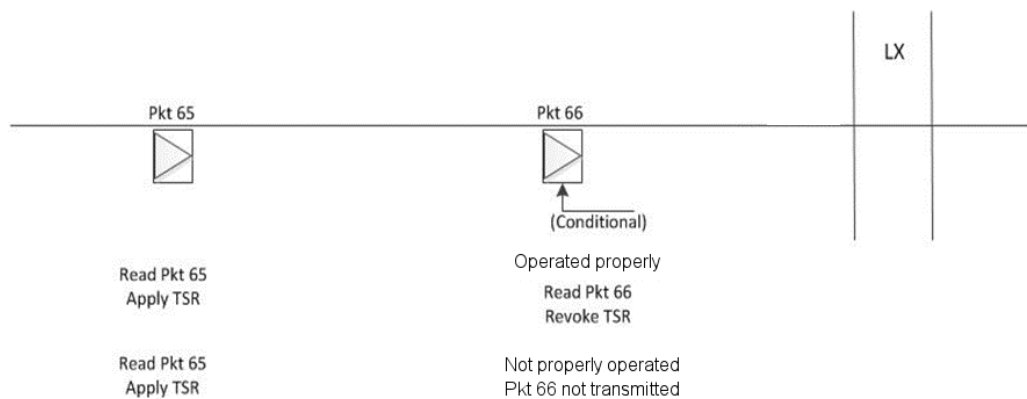 LX
Pkt 65
Pkt 66
(Conditional)
Operated properly
Read Pkt 65
Apply TSR
Read Pkt 66
Revoke TSR
Read Pkt 65
Apply TSR
Not properly operated
Pkt 66 not transmitted